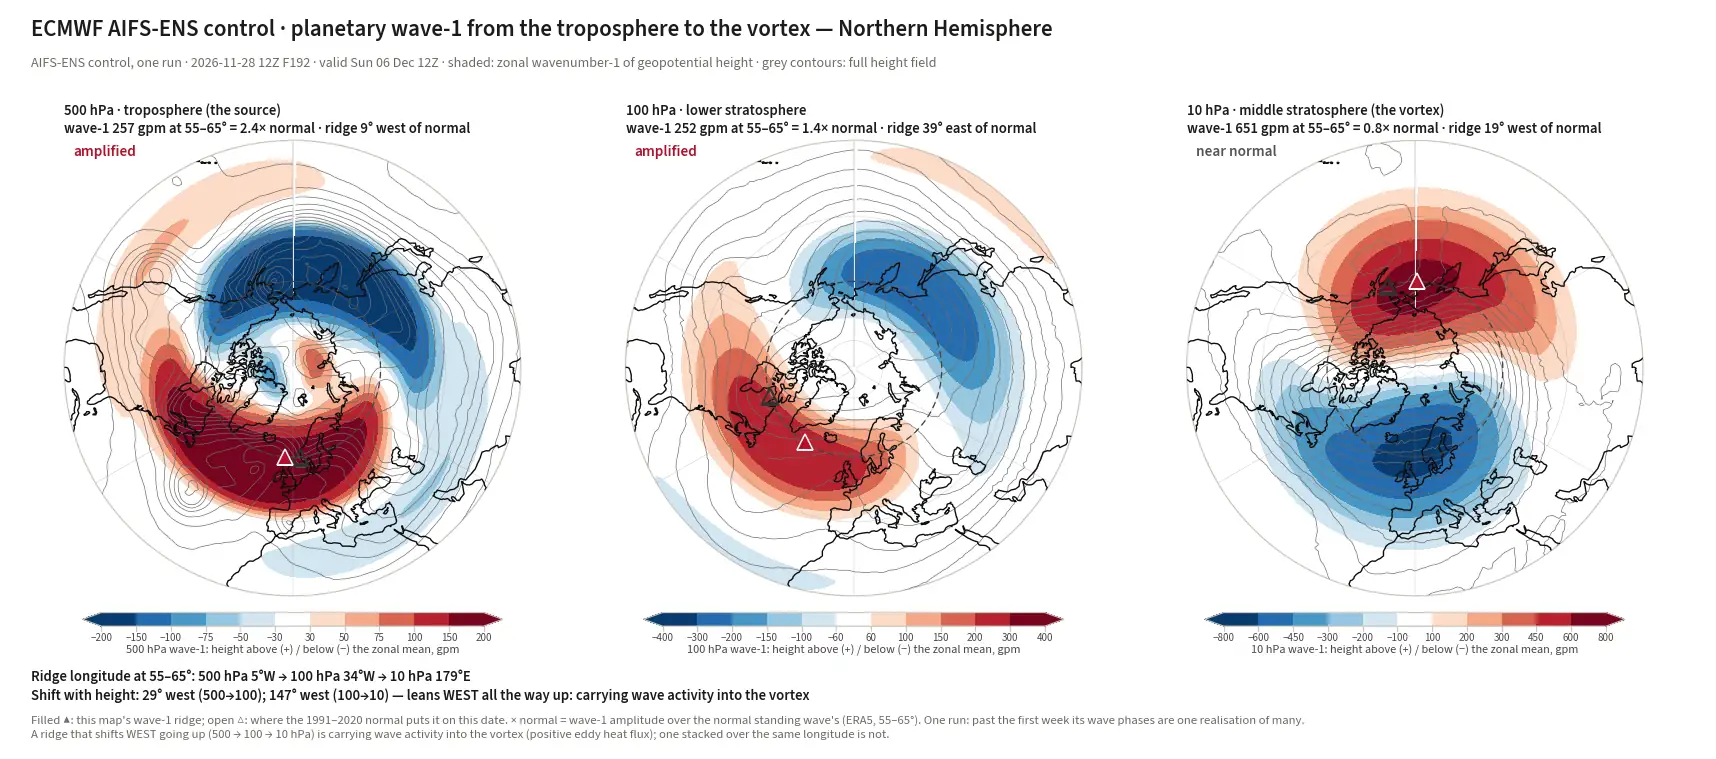 ECMWF AIFS-ENS control · planetary wave-1 from the troposphere to the vortex — Northern Hemisphere
AIFS-ENS control, one run · 2026-11-28 12Z F192 · valid Sun 06 Dec 12Z · shaded: zonal wavenumber-1 of geopotential height · grey contours: full height field
500 hPa · troposphere (the source)
wave-1 257 gpm at 55–65° = 2.4× normal · ridge 9° west of normal
amplified
100 hPa · lower stratosphere
wave-1 252 gpm at 55–65° = 1.4× normal · ridge 39° east of normal
amplified
10 hPa · middle stratosphere (the vortex)
wave-1 651 gpm at 55–65° = 0.8× normal · ridge 19° west of normal
near normal
−200 −150 −100 −75 −50 −30 30 50 75 100 150 200
500 hPa wave-1: height above (+) / below (−) the zonal mean, gpm
−400 −300 −200 −150 −100 −60 60 100 150 200 300 400
100 hPa wave-1: height above (+) / below (−) the zonal mean, gpm
−800 −600 −450 −300 −200 −100 100 200 300 450 600 800
10 hPa wave-1: height above (+) / below (−) the zonal mean, gpm
Ridge longitude at 55–65°: 500 hPa 5°W → 100 hPa 34°W → 10 hPa 179°E
Shift with height: 29° west (500→100); 147° west (100→10) — leans WEST all the way up: carrying wave activity into the vortex
Filled ▲: this map's wave-1 ridge; open △: where the 1991–2020 normal puts it on this date. × normal = wave-1 amplitude over the normal standing wave's (ERA5, 55–65°). One run: past the first week its wave phases are one realisation of many.
A ridge that shifts WEST going up (500 → 100 → 10 hPa) is carrying wave activity into the vortex (positive eddy heat flux); one stacked over the same longitude is not.